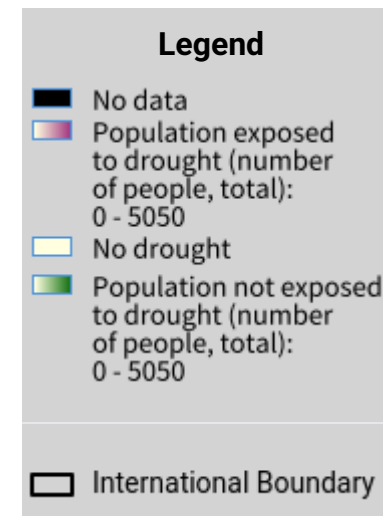 Legend
No data
Population exposed
to drought (number
of people, total):
0 - 5050
No drought
Population not exposed
to drought (number
of people, total):
0 - 5050
International Boundary